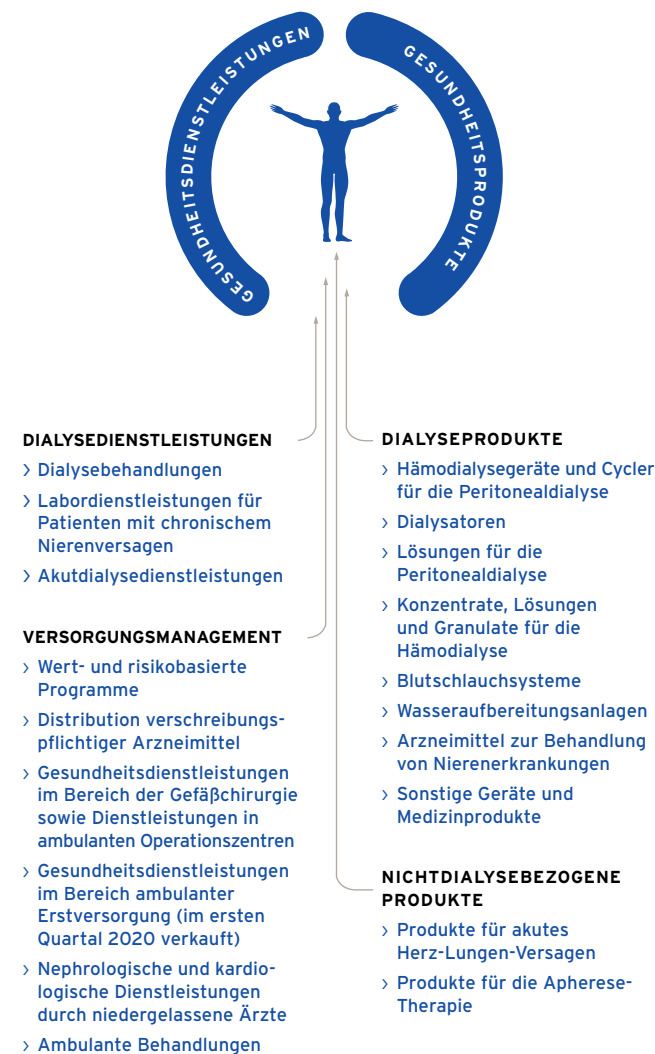 GESUNDHEITSDIENSTLEISTUNGEN
GESUNDHEITSPRODUKTE
DIALYSEDIENSTLEISTUNGEN
› Dialysebehandlungen
› Labordienstleistungen für
Patienten mit chronischem
Nierenversagen
› Akutdialysedienstleistungen
VERSORGUNGSMANAGEMENT
› Wert- und risikobasierte
Programme
› Distribution verschreibungs-
pflichtiger Arzneimittel
› Gesundheitsdienstleistungen
im Bereich der Gefäßchirurgie
sowie Dienstleistungen in
ambulanten Operationszentren
› Gesundheitsdienstleistungen
im Bereich ambulanter
Erstversorgung (im ersten
Quartal 2020 verkauft)
› Nephrologische und kardio-
logische Dienstleistungen
durch niedergelassene Ärzte
› Ambulante Behandlungen
DIALYSEPRODUKTE
› Hämodialysegeräte und Cycler
für die Peritonealdialyse
› Dialysatoren
› Lösungen für die
Peritonealdialyse
› Konzentrate, Lösungen
und Granulate für die
Hämodialyse
› Blutschlauchsysteme
› Wasseraufbereitungsanlagen
› Arzneimittel zur Behandlung
von Nierenerkrankungen
› Sonstige Geräte und
Medizinprodukte
NICHTDIALYSEBEZOGENE
PRODUKTE
› Produkte für akutes
Herz-Lungen-Versagen
› Produkte für die Apherese-
Therapie